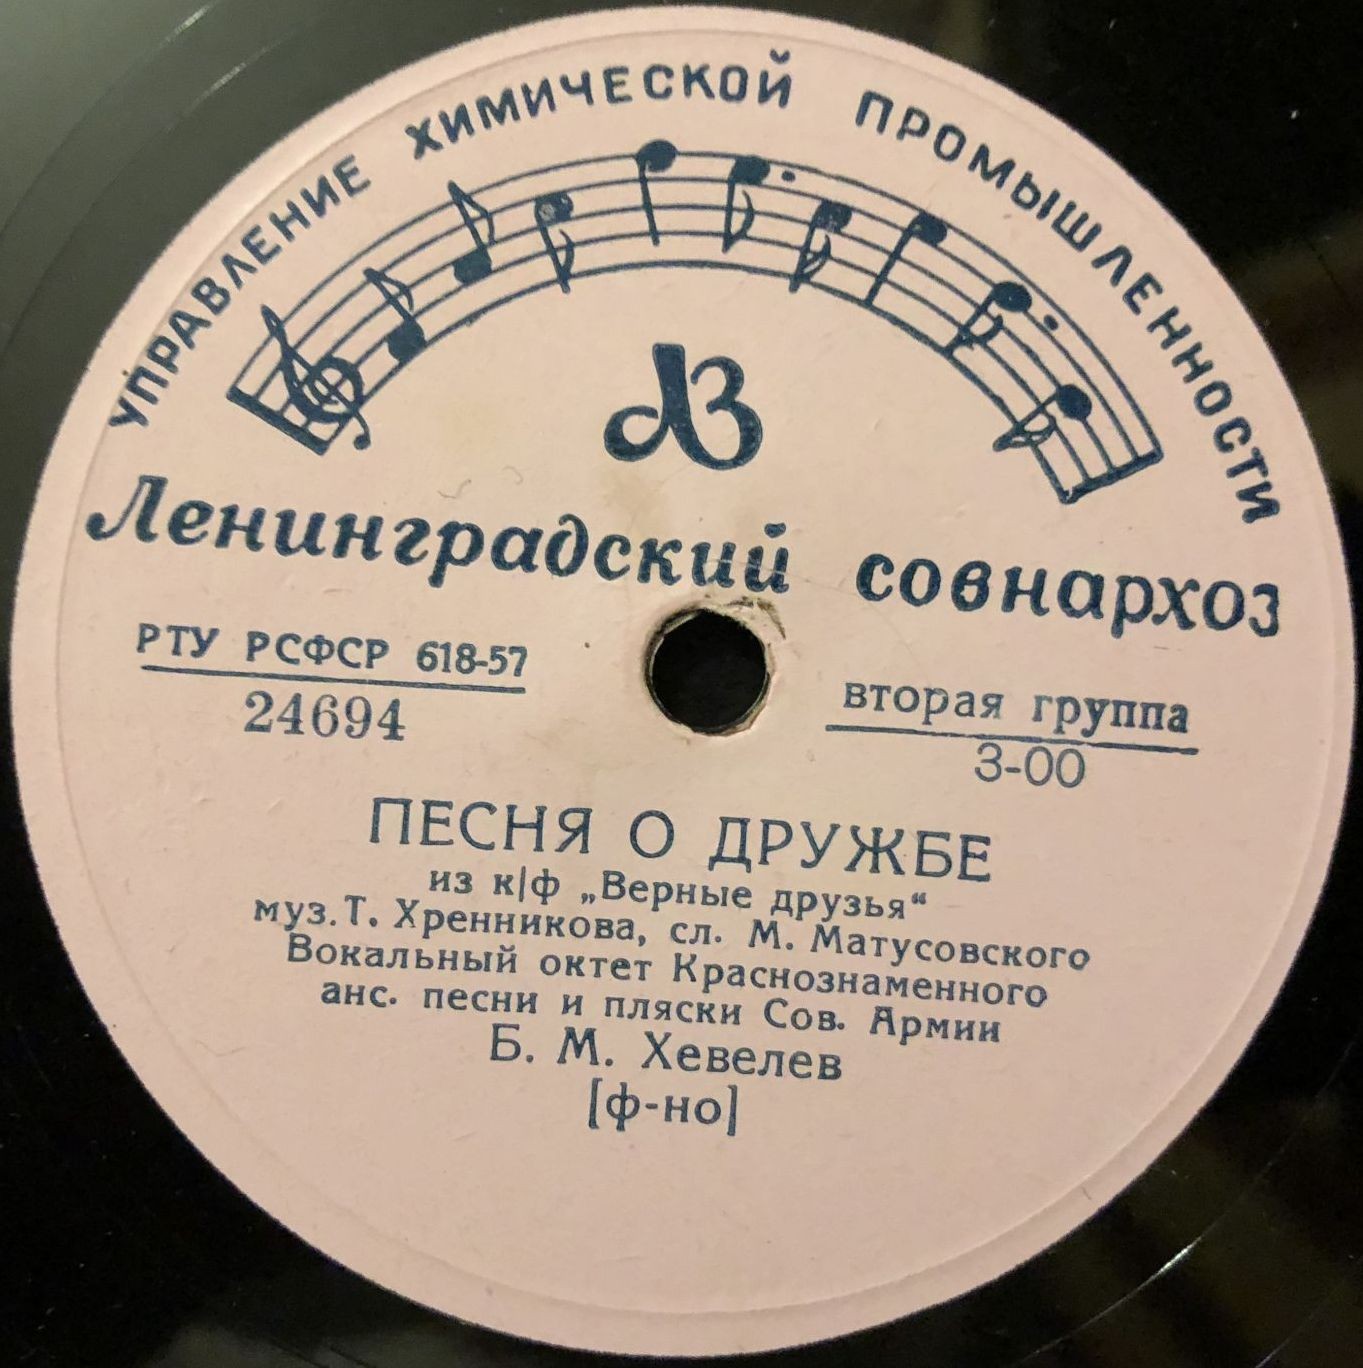 УПРАВЛЕНИЕ ХИМИЧЕСКОЙ ПРОМЫШЛЕННОСТИ
ЛЗ
Ленинградский совнархоз
РТУ РСФСР 618-57
24694
вторая группа
3-00
ПЕСНЯ О ДРУЖБЕ
из к/ф „Верные друзья“
муз. Т. Хренникова, сл. М. Матусовского
Вокальный октет Краснознаменного
анс. песни и пляски Сов. Армии
Б. М. Хевелев
[ф-но]